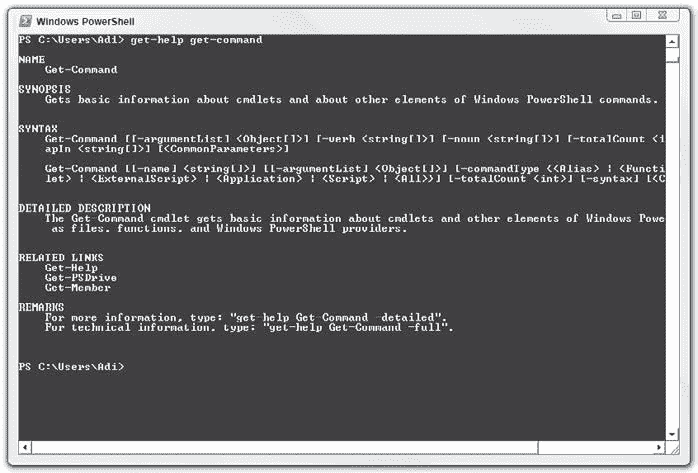 Windows PowerShell
PS C:\Users\Adi> get-help get-command
NAME
Get-Command
SYNOPSIS
Gets basic information about cmdlets and about other elements of Windows PowerShell commands.
SYNTAX
Get-Command [[-argumentList] <Object[]>] [-verb <string[]>] [-noun <string[]>] [-totalCount <i
apIn <string[]>] [<CommonParameters>]
Get-Command [[-name] <string[]>] [[-argumentList] <Object[]>] [-commandType {<Alias> | <Functi
let> | <ExternalScript> | <Application> | <Script> | <All>}] [-totalCount <int>] [-syntax] [<C
DETAILED DESCRIPTION
The Get-Command cmdlet gets basic information about cmdlets and other elements of Windows Powe
as files, functions, and Windows PowerShell providers.
RELATED LINKS
Get-Help
Get-PSDrive
Get-Member
REMARKS
For more information, type: "get-help Get-Command -detailed".
For technical information, type: "get-help Get-Command -full".
PS C:\Users\Adi>